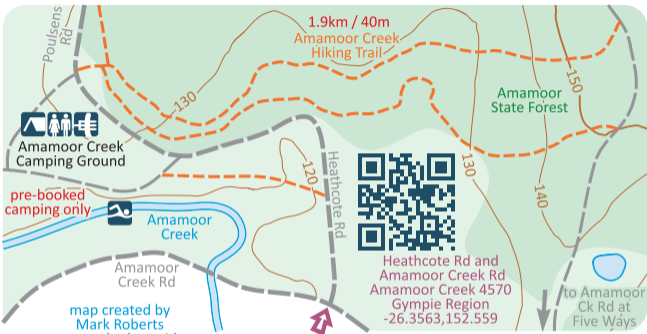 Poulsens
Rd
1.9km / 40m
Amamoor Creek
Hiking Trail
130
150
Amamoor
State Forest
Amamoor Creek
Camping Ground
120
Heathcote Rd
130
140
pre-booked
camping only
Amamoor
Creek
Amamoor
Creek Rd
Heathcote Rd and
Amamoor Creek Rd
Amamoor Creek 4570
Gympie Region
-26.3563,152.559
to Amamoor
Ck Rd at
Five Ways
map created by
Mark Roberts